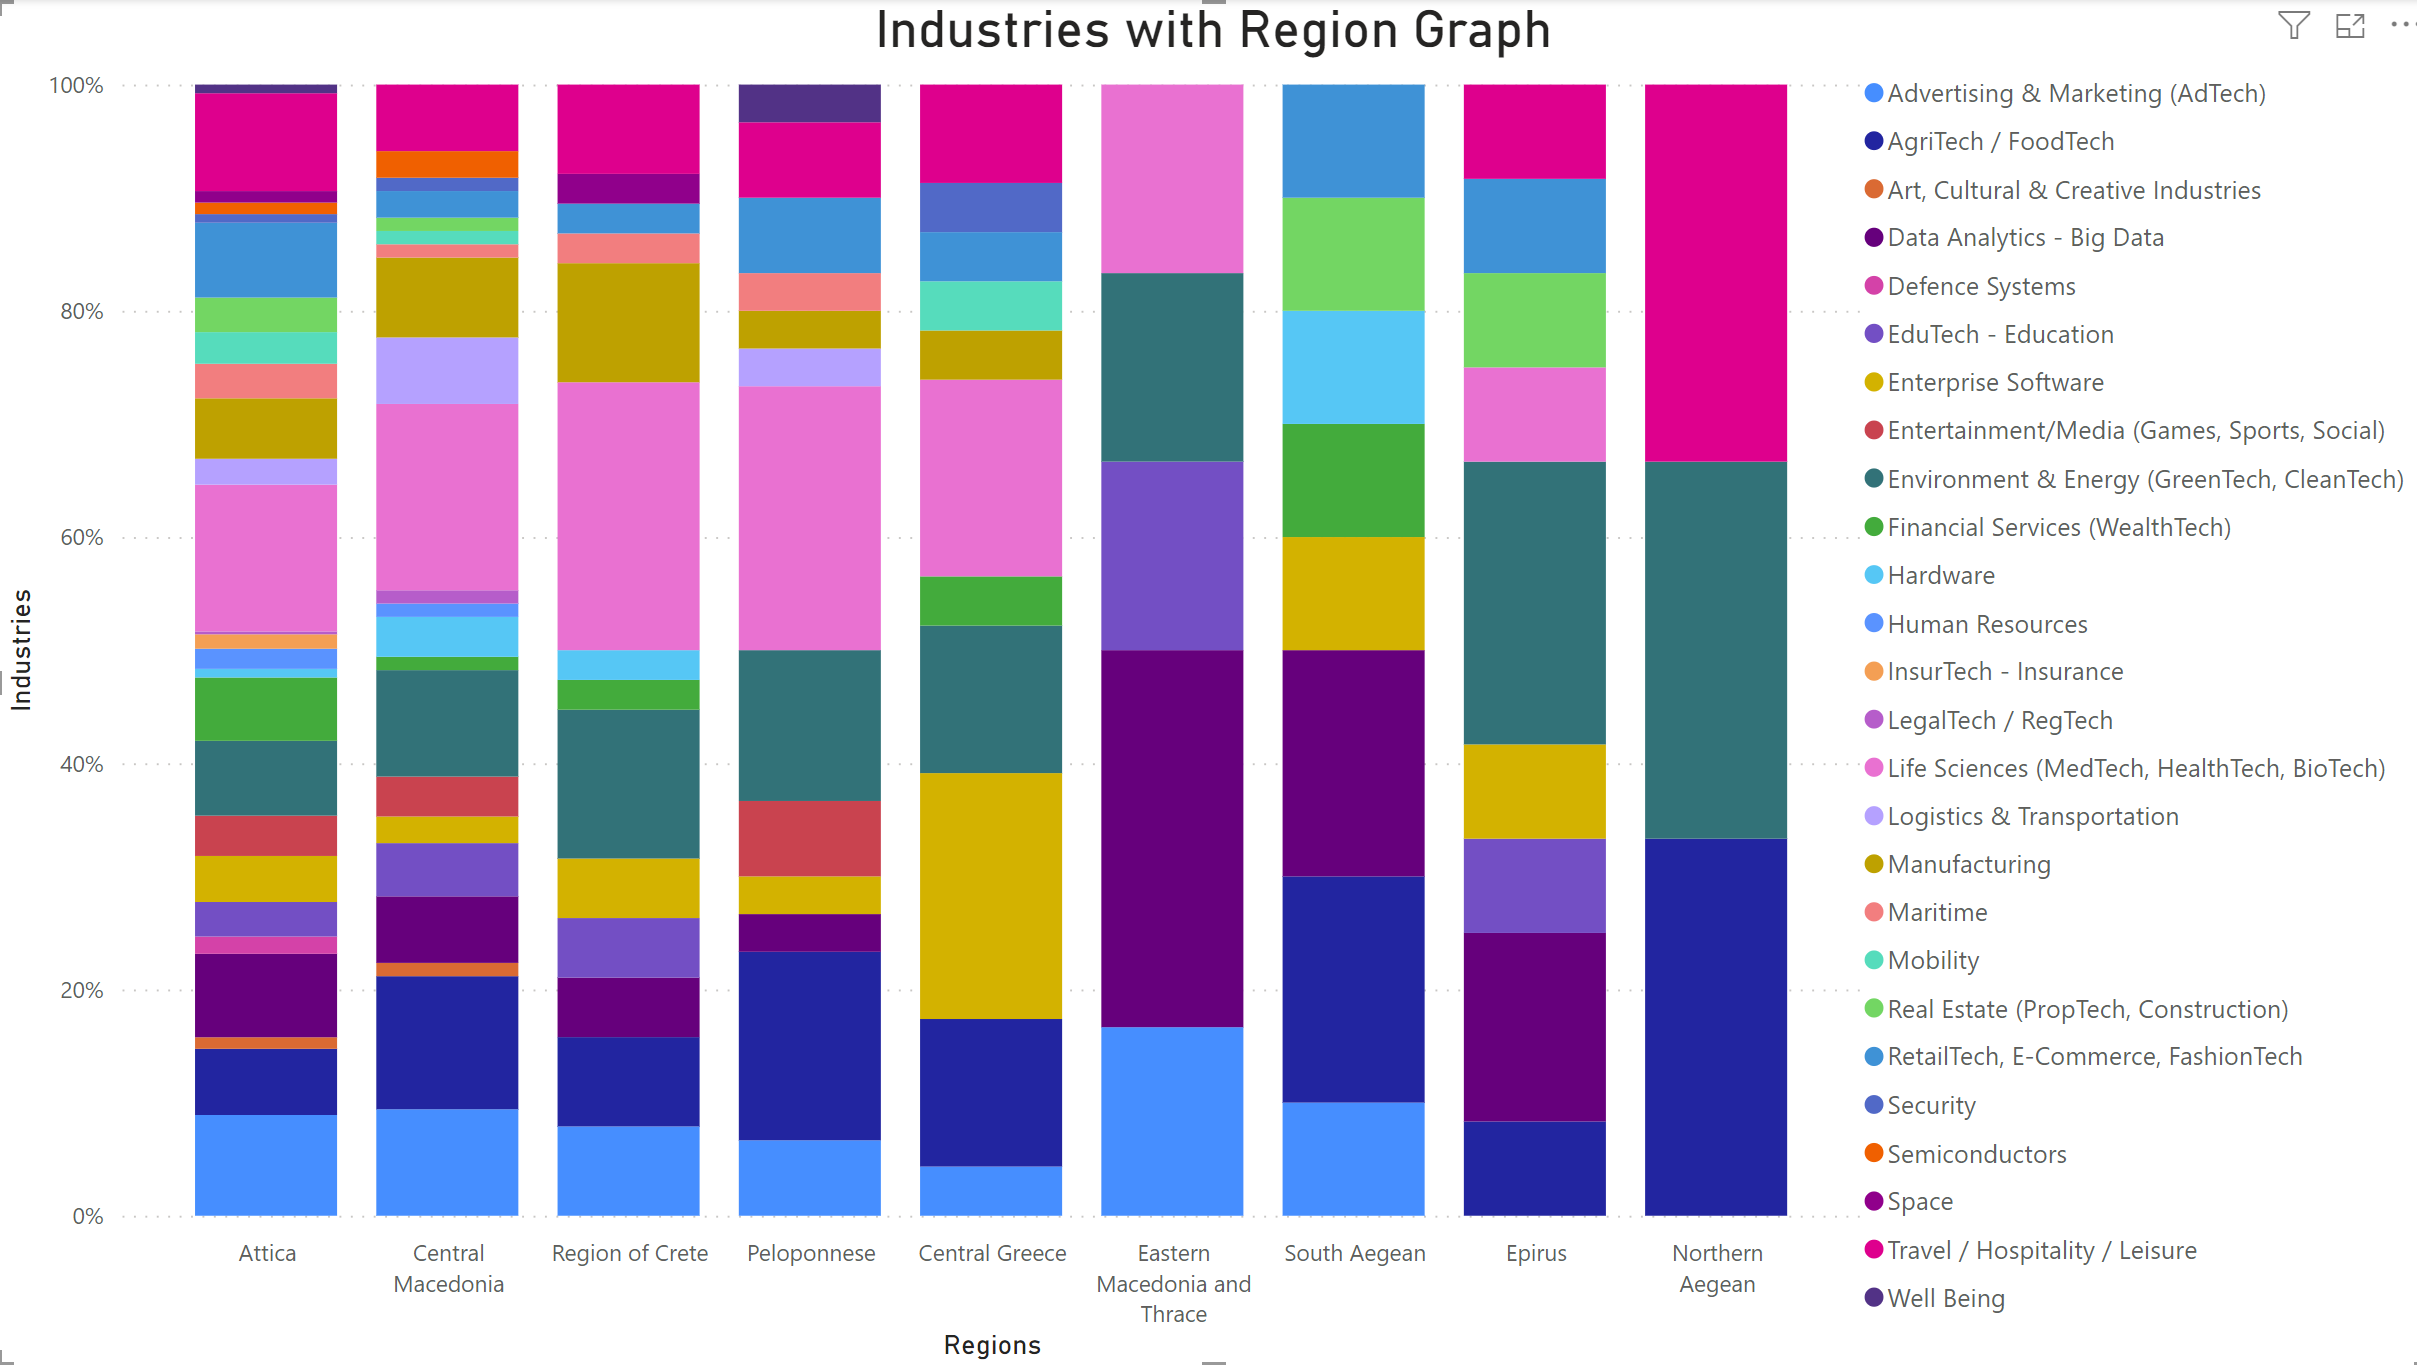 Industries with Region Graph
100%
80%
60%
40%
20%
0%
Industries
Attica
Central
Macedonia
Region of Crete
Peloponnese
Central Greece
Eastern
Macedonia and
Thrace
South Aegean
Epirus
Northern
Aegean
Regions
Advertising & Marketing (AdTech)
AgriTech / FoodTech
Art, Cultural & Creative Industries
Data Analytics - Big Data
Defence Systems
EduTech - Education
Enterprise Software
Entertainment/Media (Games, Sports, Social)
Environment & Energy (GreenTech, CleanTech)
Financial Services (WealthTech)
Hardware
Human Resources
InsurTech - Insurance
LegalTech / RegTech
Life Sciences (MedTech, HealthTech, BioTech)
Logistics & Transportation
Manufacturing
Maritime
Mobility
Real Estate (PropTech, Construction)
RetailTech, E-Commerce, FashionTech
Security
Semiconductors
Space
Travel / Hospitality / Leisure
Well Being